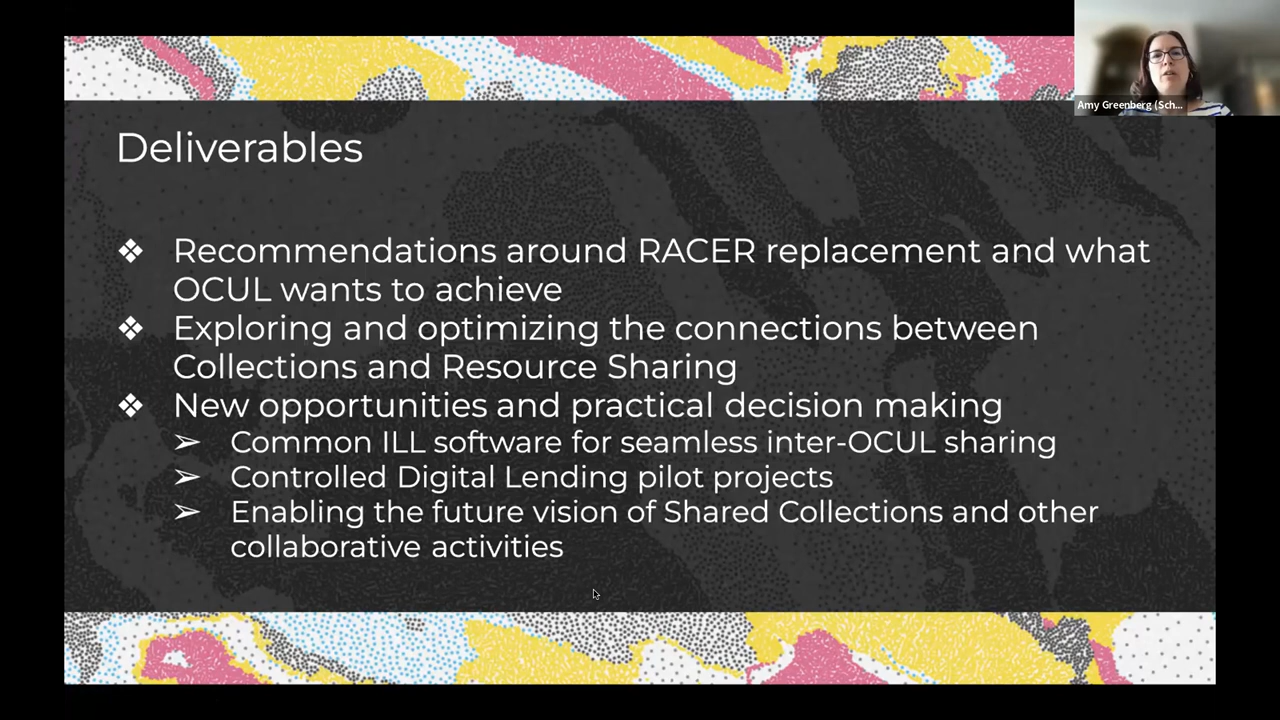 Amy Greenberg (Sch...
Deliverables
❖ Recommendations around RACER replacement and what
OCUL wants to achieve
❖ Exploring and optimizing the connections between
Collections and Resource Sharing
❖ New opportunities and practical decision making
➢ Common ILL software for seamless inter-OCUL sharing
➢ Controlled Digital Lending pilot projects
➢ Enabling the future vision of Shared Collections and other
collaborative activities